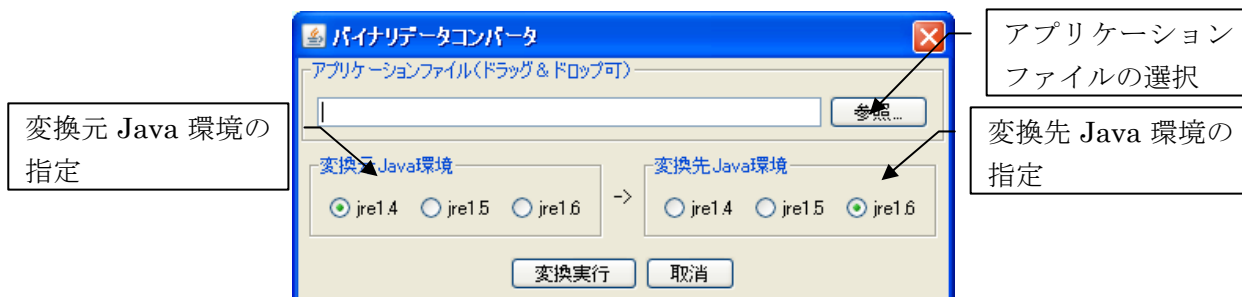 バイナリデータコンバータ
アプリケーション
ファイルの選択
アプリケーションファイル(ドラッグ&ドロップ可)
参照...
変換元 Java 環境の
指定
変換先 Java 環境の
指定
変換元Java環境
変換先Java環境
jre1.4 jre1.5 jre1.6 -> jre1.4 jre1.5 jre1.6
変換実行 取消